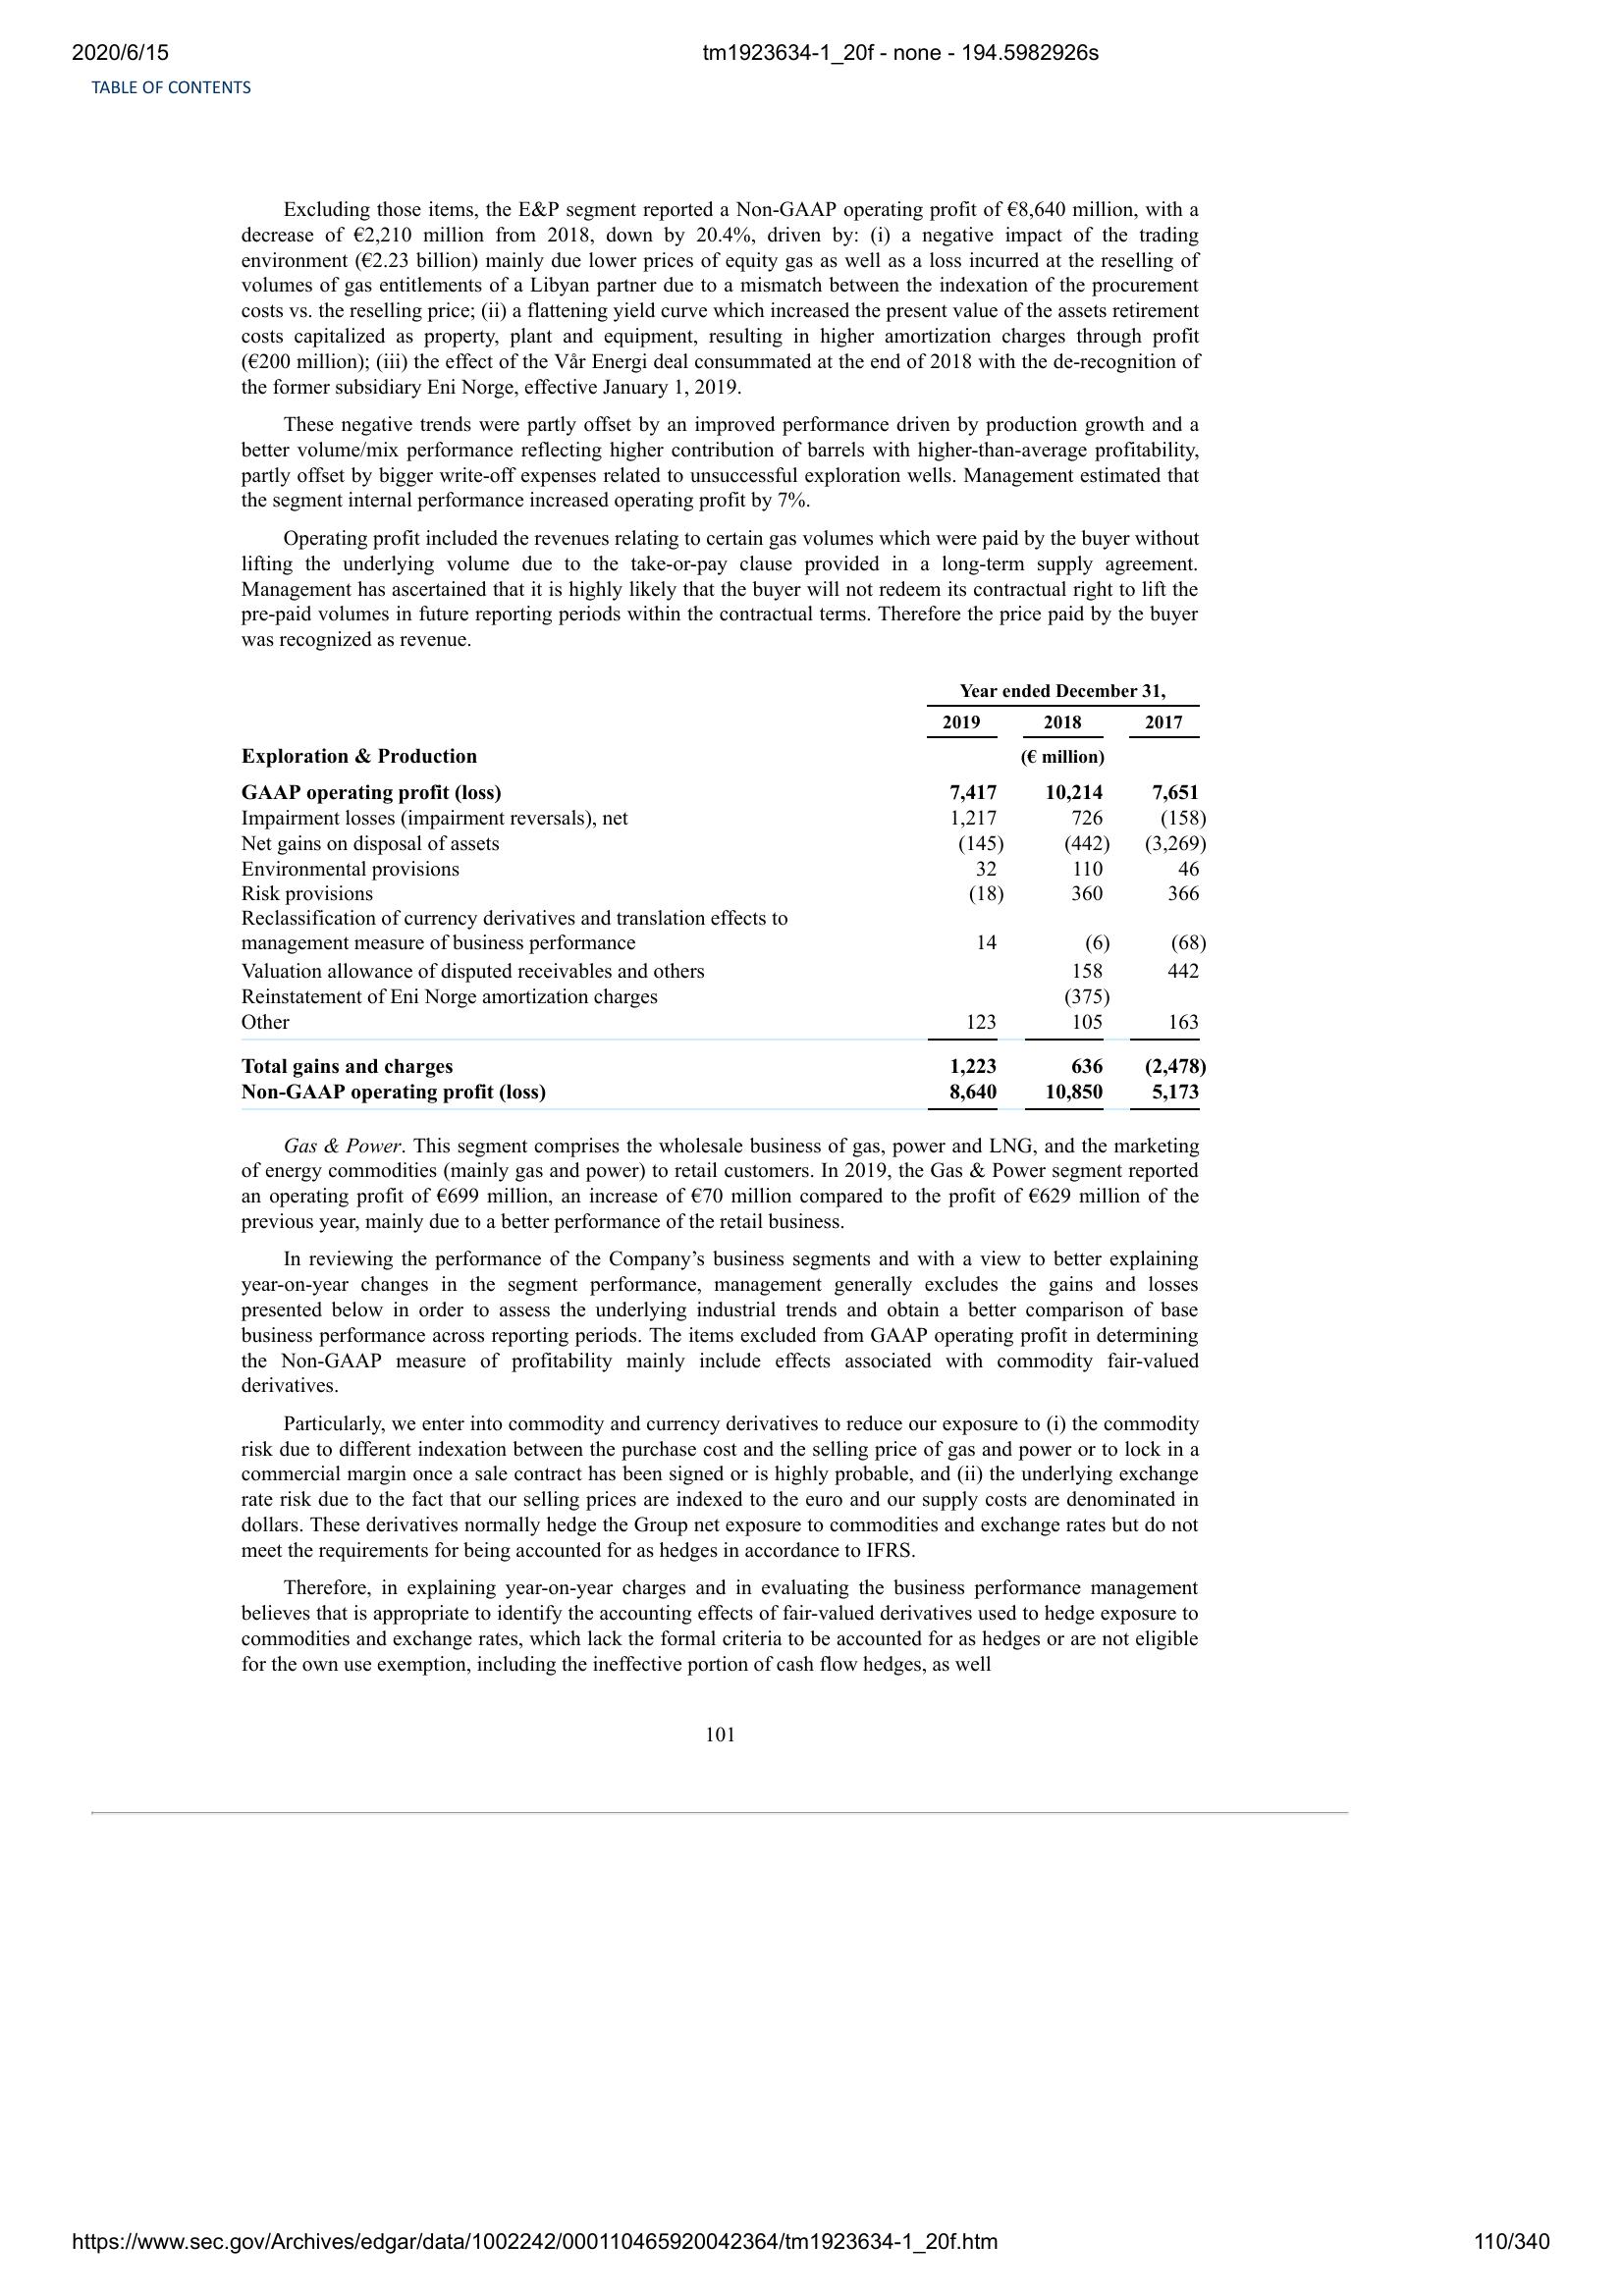 2020/6/15 tm1923634-1_20f - none - 194.5982926s
TABLE OF CONTENTS
Excluding those items, the E&P segment reported a Non-GAAP operating profit of €8,640 million, with a
decrease of €2,210 million from 2018, down by 20.4%, driven by: (i) a negative impact of the trading
environment (€2.23 billion) mainly due lower prices of equity gas as well as a loss incurred at the reselling of
volumes of gas entitlements of a Libyan partner due to a mismatch between the indexation of the procurement
costs vs. the reselling price; (ii) a flattening yield curve which increased the present value of the assets retirement
costs capitalized as property, plant and equipment, resulting in higher amortization charges through profit
(€200 million); (iii) the effect of the Vår Energi deal consummated at the end of 2018 with the de-recognition of
the former subsidiary Eni Norge, effective January 1, 2019.
These negative trends were partly offset by an improved performance driven by production growth and a
better volume/mix performance reflecting higher contribution of barrels with higher-than-average profitability,
partly offset by bigger write-off expenses related to unsuccessful exploration wells. Management estimated that
the segment internal performance increased operating profit by 7%.
Operating profit included the revenues relating to certain gas volumes which were paid by the buyer without
lifting the underlying volume due to the take-or-pay clause provided in a long-term supply agreement.
Management has ascertained that it is highly likely that the buyer will not redeem its contractual right to lift the
pre-paid volumes in future reporting periods within the contractual terms. Therefore the price paid by the buyer
was recognized as revenue.
Year ended December 31,
2019 2018 2017
Exploration & Production (€ million)
GAAP operating profit (loss) 7,417 10,214 7,651
Impairment losses (impairment reversals), net 1,217 726 (158)
Net gains on disposal of assets (145) (442) (3,269)
Environmental provisions 32 110 46
Risk provisions (18) 360 366
Reclassification of currency derivatives and translation effects to
management measure of business performance 14 (6) (68)
Valuation allowance of disputed receivables and others 158 442
Reinstatement of Eni Norge amortization charges (375)
Other 123 105 163
Total gains and charges 1,223 636 (2,478)
Non-GAAP operating profit (loss) 8,640 10,850 5,173
Gas & Power. This segment comprises the wholesale business of gas, power and LNG, and the marketing
of energy commodities (mainly gas and power) to retail customers. In 2019, the Gas & Power segment reported
an operating profit of €699 million, an increase of €70 million compared to the profit of €629 million of the
previous year, mainly due to a better performance of the retail business.
In reviewing the performance of the Company’s business segments and with a view to better explaining
year-on-year changes in the segment performance, management generally excludes the gains and losses
presented below in order to assess the underlying industrial trends and obtain a better comparison of base
business performance across reporting periods. The items excluded from GAAP operating profit in determining
the Non-GAAP measure of profitability mainly include effects associated with commodity fair-valued
derivatives.
Particularly, we enter into commodity and currency derivatives to reduce our exposure to (i) the commodity
risk due to different indexation between the purchase cost and the selling price of gas and power or to lock in a
commercial margin once a sale contract has been signed or is highly probable, and (ii) the underlying exchange
rate risk due to the fact that our selling prices are indexed to the euro and our supply costs are denominated in
dollars. These derivatives normally hedge the Group net exposure to commodities and exchange rates but do not
meet the requirements for being accounted for as hedges in accordance to IFRS.
Therefore, in explaining year-on-year charges and in evaluating the business performance management
believes that is appropriate to identify the accounting effects of fair-valued derivatives used to hedge exposure to
commodities and exchange rates, which lack the formal criteria to be accounted for as hedges or are not eligible
for the own use exemption, including the ineffective portion of cash flow hedges, as well
101
https://www.sec.gov/Archives/edgar/data/1002242/000110465920042364/tm1923634-1_20f.htm 110/340